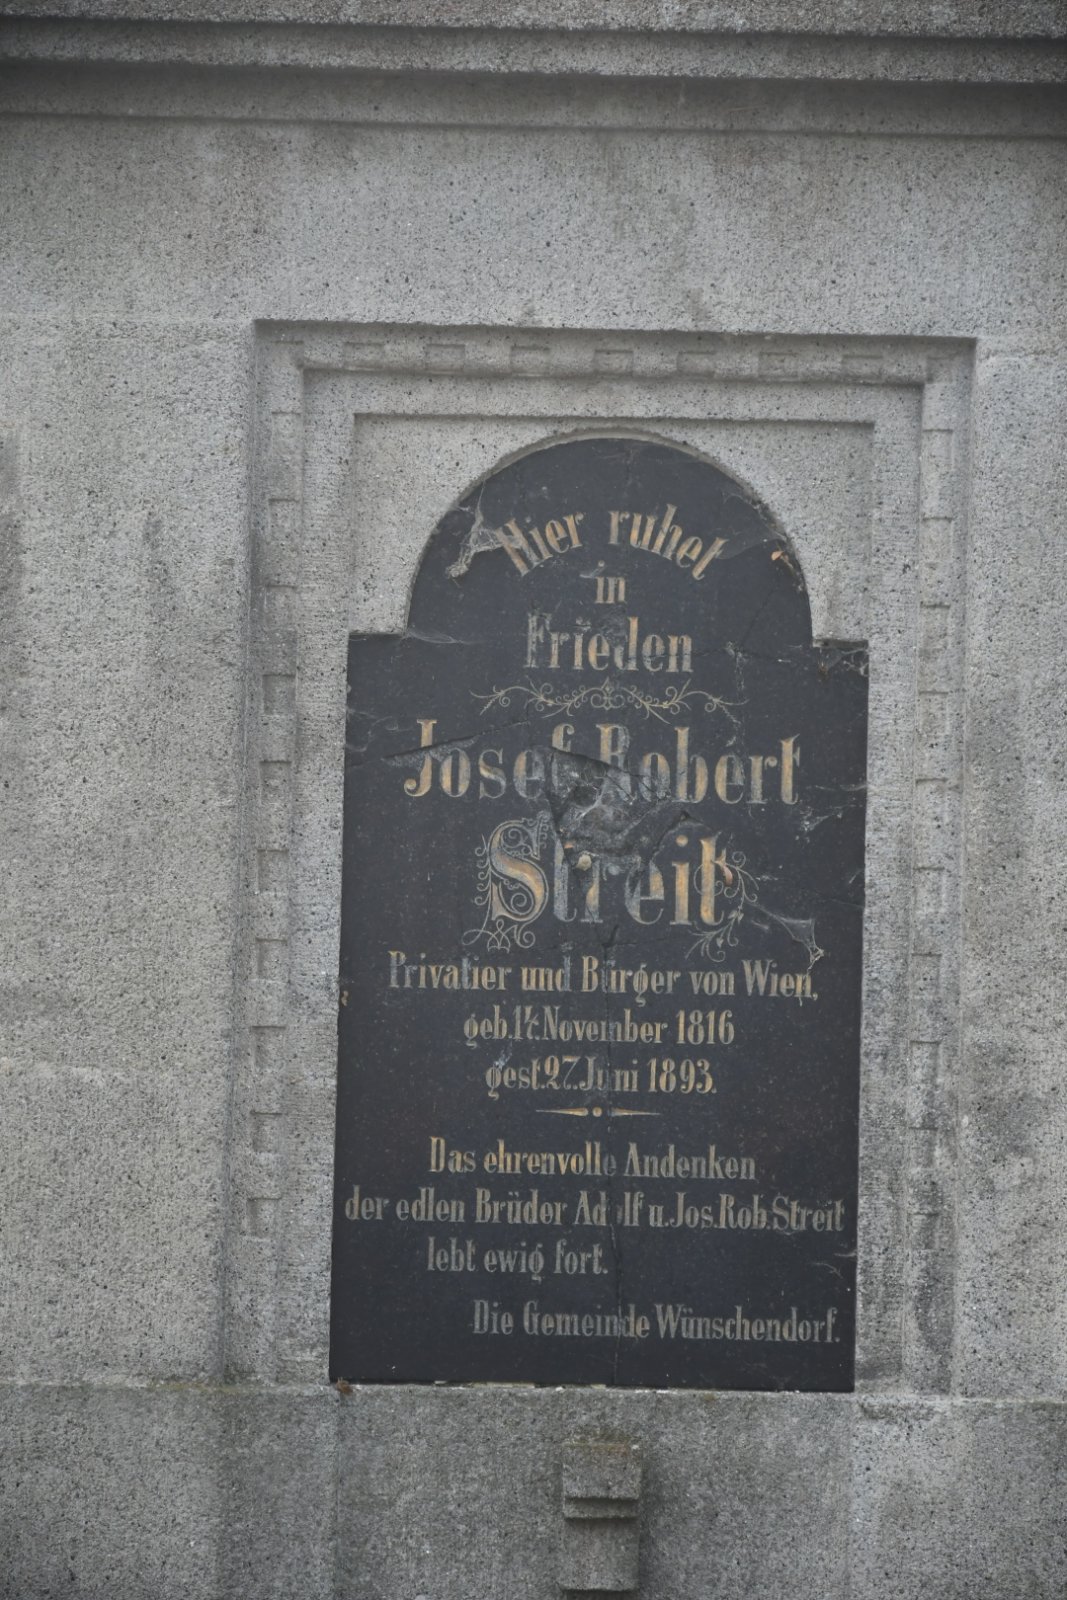 Hier ruhet
in
Frieden
Josef Robert
Streit
Privatier und Bürger von Wien,
geb. November 1816
gest.27.Juni 1893.
Das ehrenvolle Andenken
der edlen Brüder Adolf u.Jos.Rob.Streit
lebt ewig fort.
Die Gemeinde Wünschendorf.